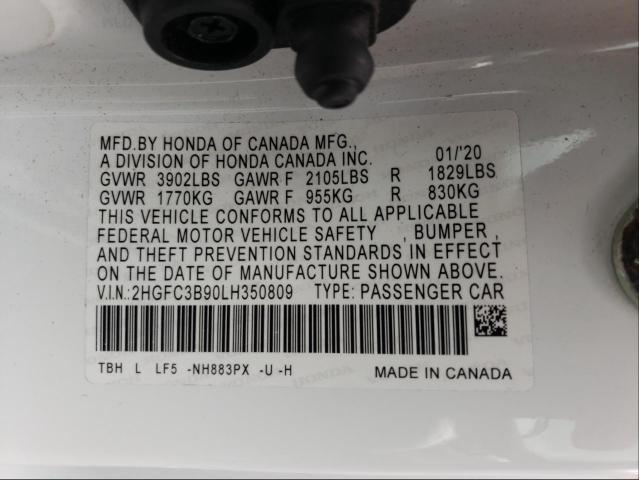 MFD.BY HONDA OF CANADA MFG.,
A DIVISION OF HONDA CANADA INC. 01/'20
GVWR 3902LBS GAWR F 2105LBS R 1829LBS
GVWR 1770KG GAWR F 955KG R 830KG
THIS VEHICLE CONFORMS TO ALL APPLICABLE
FEDERAL MOTOR VEHICLE SAFETY , BUMPER ,
AND THEFT PREVENTION STANDARDS IN EFFECT
ON THE DATE OF MANUFACTURE SHOWN ABOVE.
V.I.N.: 2HGFC3B90LH350809 TYPE: PASSENGER CAR
TBH L LF5 -NH883PX -U -H MADE IN CANADA